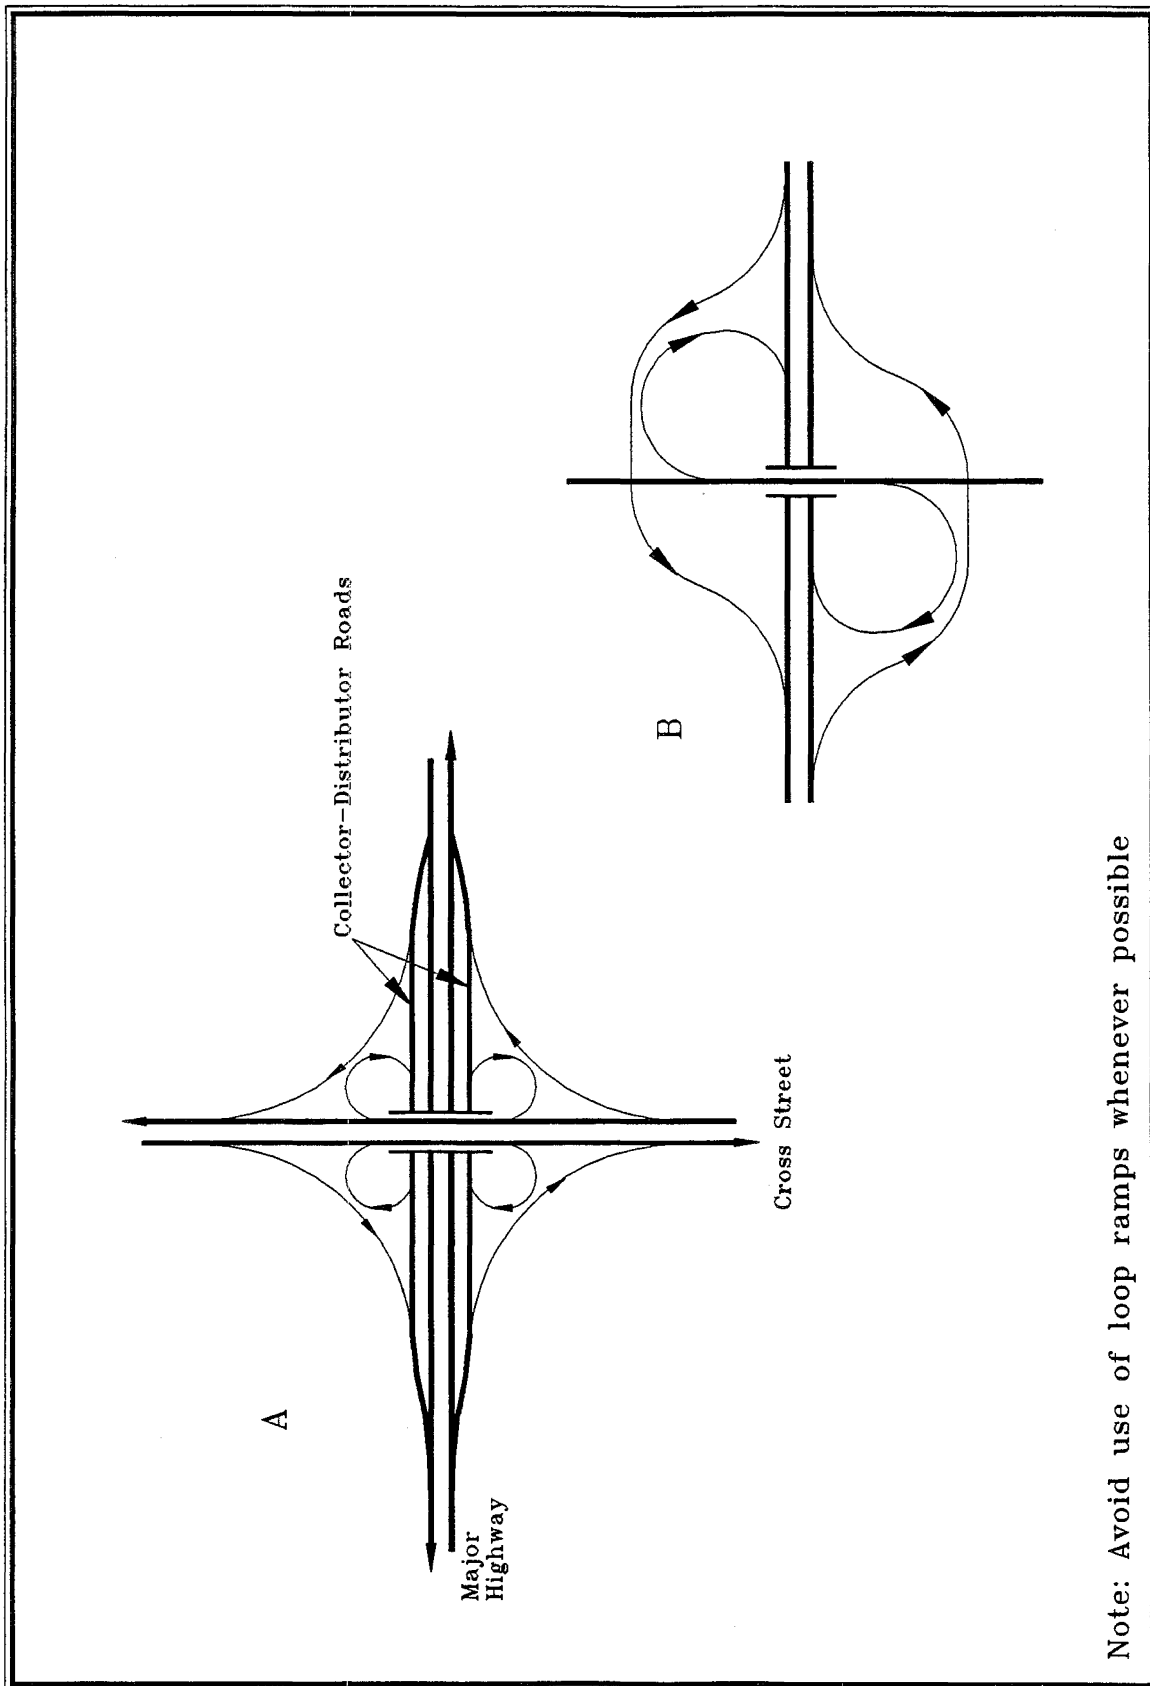 A
Collector-Distributor Roads
Major
Highway
Cross Street
B
Note: Avoid use of loop ramps whenever possible